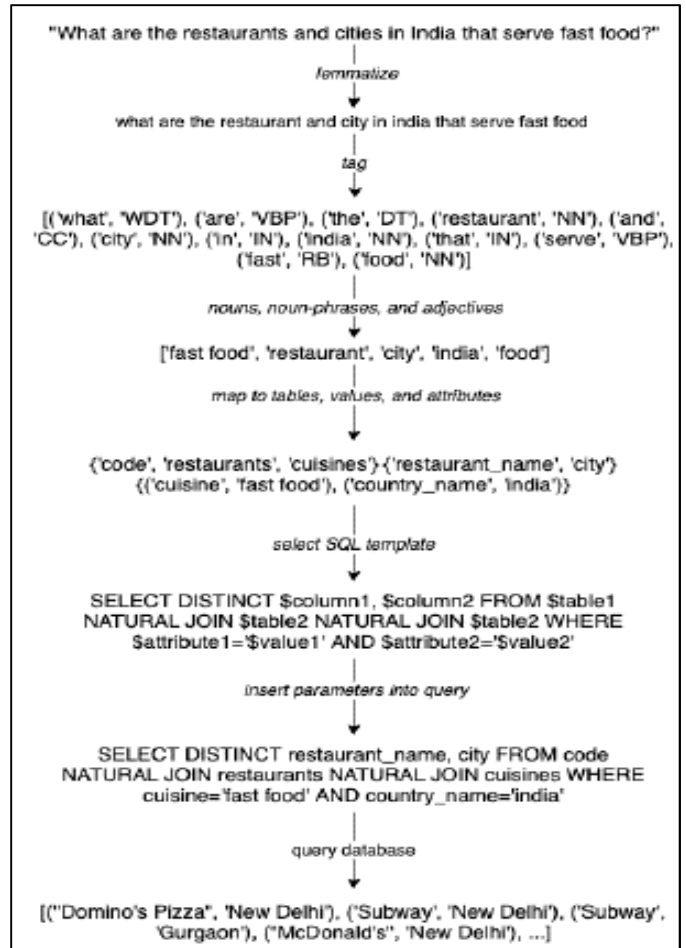 "What are the restaurants and cities in India that serve fast food?"
lemmatize
what are the restaurant and city in india that serve fast food
tag
[('what', 'WDT'), ('are', 'VBP'), ('the', 'DT'), ('restaurant', 'NN'), ('and',
'CC'), ('city', 'NN'), ('in', 'IN'), ('india', 'NN'), ('that', 'IN'), ('serve', 'VBP'),
('fast', 'RB'), ('food', 'NN')]
nouns, noun-phrases, and adjectives
['fast food', 'restaurant', 'city', 'india', 'food']
map to tables, values, and attributes
{'code', 'restaurants', 'cuisines'}{'restaurant_name', 'city'}
{('cuisine', 'fast food'), ('country_name', 'india')}
select SQL template
SELECT DISTINCT $column1, $column2 FROM $table1
NATURAL JOIN $table2 NATURAL JOIN $table2 WHERE
$attribute1='$value1' AND $attribute2='$value2'
insert parameters into query
SELECT DISTINCT restaurant_name, city FROM code
NATURAL JOIN restaurants NATURAL JOIN cuisines WHERE
cuisine='fast food' AND country_name='india'
query database
[("Domino's Pizza", 'New Delhi'), ('Subway', 'New Delhi'), ('Subway',
'Gurgaon'), ("McDonald's", 'New Delhi'), ...]